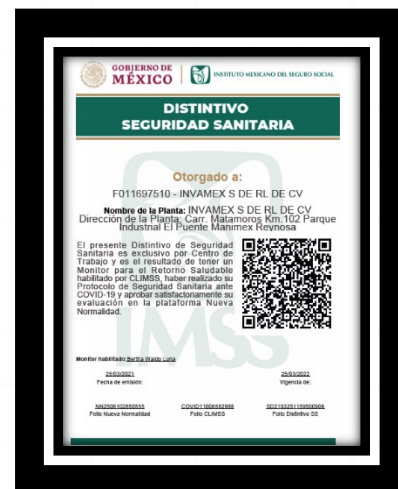 GOBIERNO DE
MÉXICO
INSTITUTO MEXICANO DEL SEGURO SOCIAL
DISTINTIVO
SEGURIDAD SANITARIA
Otorgado a:
F011697510 - INVAMEX S DE RL DE CV
Nombre de la Planta: INVAMEX S DE RL DE CV
Dirección de la Planta: Carr. Matamoros Km.102 Parque
Industrial El Puente Manimex Reynosa
El presente Distintivo de Seguridad
Sanitaria es exclusivo por Centro de
Trabajo y es el resultado de tener un
Monitor para el Retorno Saludable
habilitado por CLIMSS, haber realizado su
Protocolo de Seguridad Sanitaria ante
COVID-19 y aprobar satisfactoriamente su
evaluación en la plataforma Nueva
Normalidad.
IMSS
Monitor habilitado: Bertha Waldo Luna
25/03/2021
Fecha de emisión:
25/03/2022
Vigencia de:
Folio Nueva Normalidad
Folio CLIMSS
Folio Distintivo SS